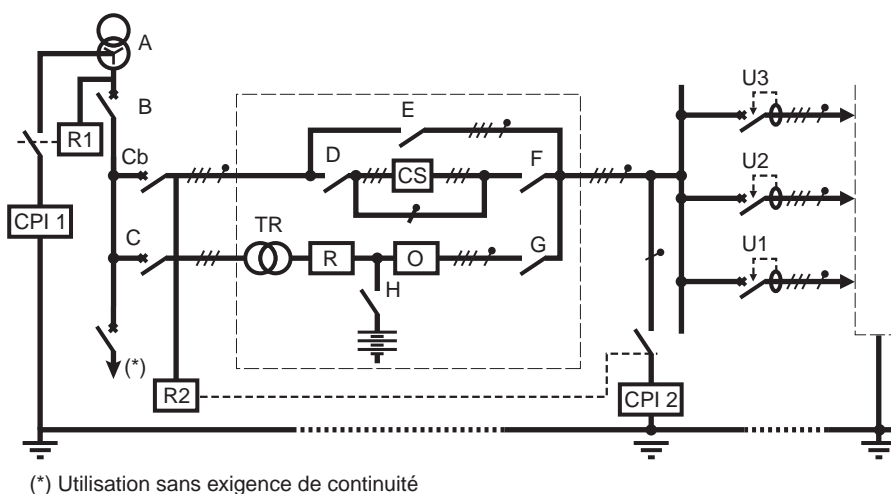 A
B
R1
Cb
CPI 1
C
(*)
R2
E
D
CS
F
TR
R
O
G
H
U3
U2
U1
CPI 2
(*) Utilisation sans exigence de continuité